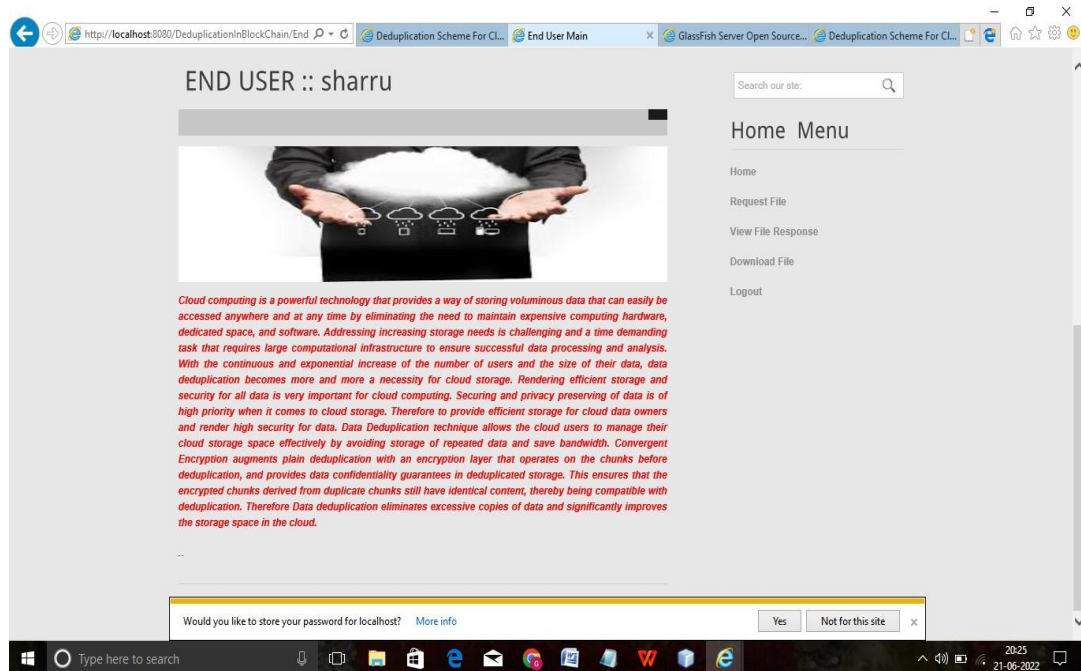 http://localhost:8080/DeduplicationInBlockChain/End
Deduplication Scheme For Cl...
End User Main
GlassFish Server Open Source...
Deduplication Scheme For Cl...
END USER :: sharru
Search our ste:
Home Menu
Home
Request File
View File Response
Download File
Logout
Cloud computing is a powerful technology that provides a way of storing voluminous data that can easily be
accessed anywhere and at any time by eliminating the need to maintain expensive computing hardware,
dedicated space, and software. Addressing increasing storage needs is challenging and a time demanding
task that requires large computational infrastructure to ensure successful data processing and analysis.
With the continuous and exponential increase of the number of users and the size of their data, data
deduplication becomes more and more a necessity for cloud storage. Rendering efficient storage and
security for all data is very important for cloud computing. Securing and privacy preserving of data is of
high priority when it comes to cloud storage. Therefore to provide efficient storage for cloud data owners
and render high security for data. Data Deduplication technique allows the cloud users to manage their
cloud storage space effectively by avoiding storage of repeated data and save bandwidth. Convergent
Encryption augments plain deduplication with an encryption layer that operates on the chunks before
deduplication, and provides data confidentiality guarantees in deduplicated storage. This ensures that the
encrypted chunks derived from duplicate chunks still have identical content, thereby being compatible with
deduplication. Therefore Data deduplication eliminates excessive copies of data and significantly improves
the storage space in the cloud.
..
Would you like to store your password for localhost? More info
Yes
Not for this site
Type here to search
20:25
21-06-2022